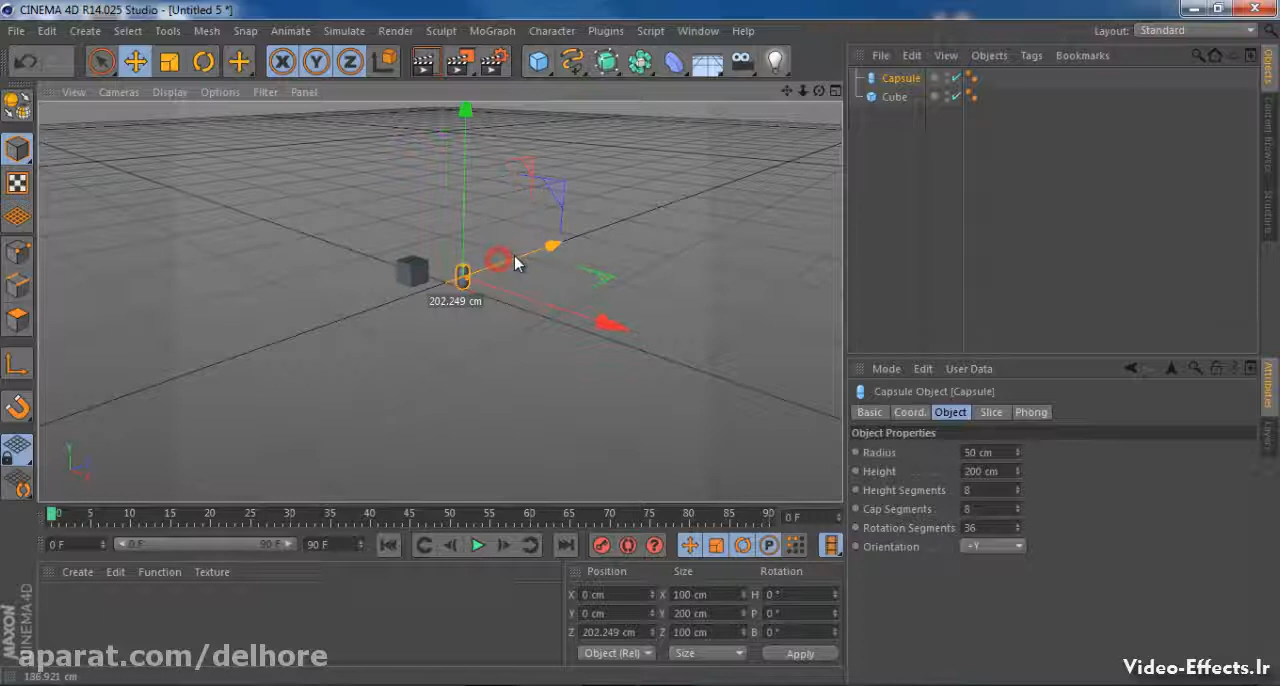 CINEMA 4D R14.025 Studio - [Untitled 5 *]
File Edit Create Select Tools Mesh Snap Animate Simulate Render Sculpt MoGraph Character Plugins Script Window Help
Layout: Standard
File Edit View Objects Tags Bookmarks
Capsule
Cube
Objects
Content Browser
Structure
View Cameras Display Options Filter Panel
202.249 cm
Y
Mode Edit User Data
Capsule Object [Capsule]
Basic Coord. Object Slice Phong
Object Properties
Radius 50 cm
Height 200 cm
Height Segments 8
Cap Segments 8
Rotation Segments 36
Orientation +Y
Attributes
Layers
0 5 10 15 20 25 30 35 40 45 50 55 60 65 70 75 80 85 90 0 F
0 F 0 F 90 F 90 F
Create Edit Function Texture
Position Size Rotation
X 0 cm X 100 cm H 0 °
Y 0 cm Y 200 cm P 0 °
Z 202.249 cm Z 100 cm B 0 °
Object (Rel) Size Apply
MAXON
CINEMA 4D
aparat.com/delhore
136.921 cm
Video-Effects.Ir